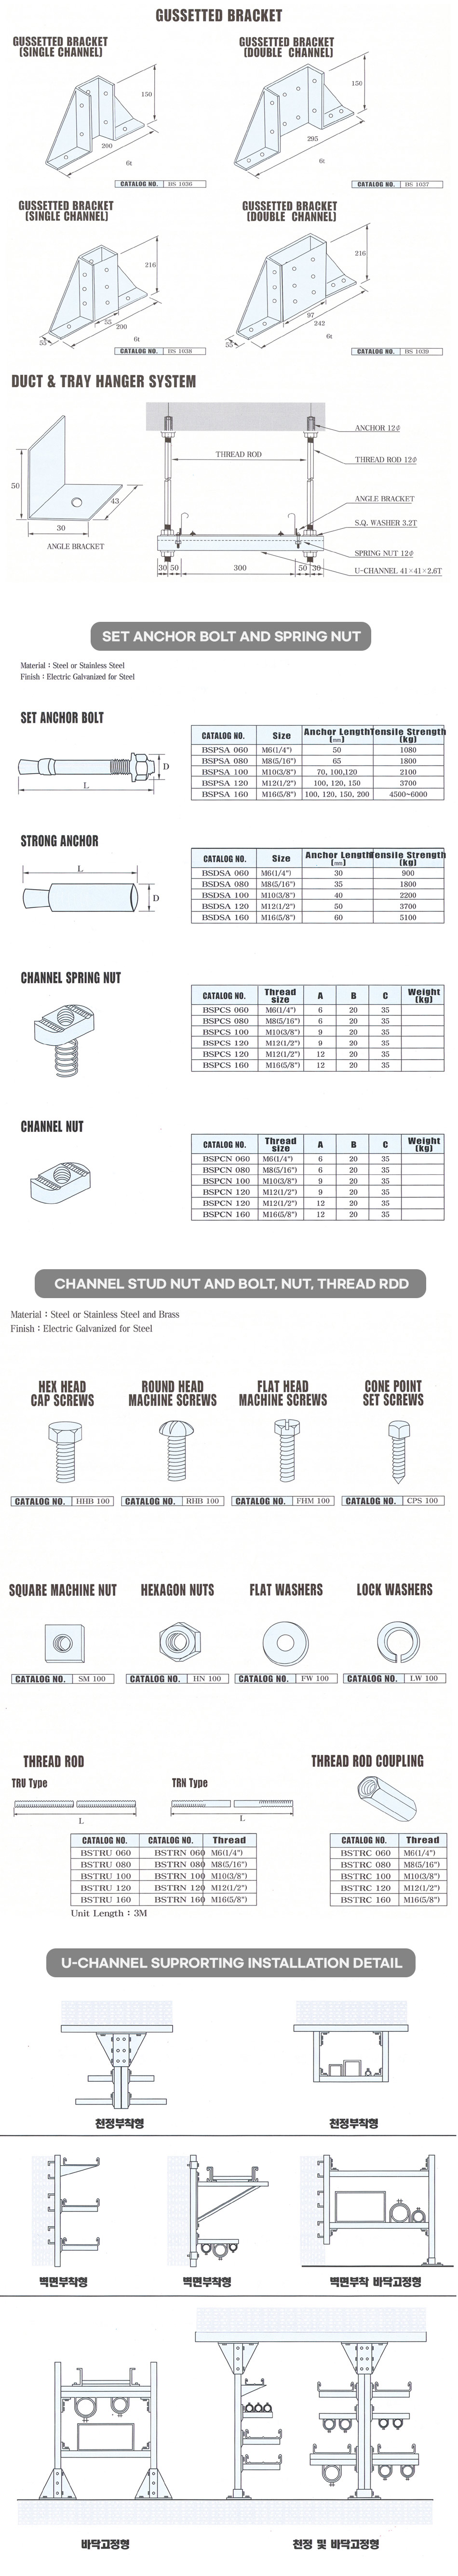 GUSSETTED BRACKET
GUSSETTED BRACKET
(SINGLE CHANNEL)
150
200
6t
CATALOG NO. BS 1036
GUSSETTED BRACKET
(DOUBLE CHANNEL)
150
295
6t
CATALOG NO. BS 1037
GUSSETTED BRACKET
(SINGLE CHANNEL)
216
55
200
55
6t
CATALOG NO. BS 1038
GUSSETTED BRACKET
(DOUBLE CHANNEL)
216
97
242
55
6t
CATALOG NO. BS 1039
DUCT & TRAY HANGER SYSTEM
50
43
30
ANGLE BRACKET
THREAD ROD
ANCHOR 12∅
THREAD ROD 12∅
ANGLE BRACKET
S.Q. WASHER 3.2T
SPRING NUT 12∅
U-CHANNEL 41×41×2.6T
30 50 300 50 30
SET ANCHOR BOLT AND SPRING NUT
Material : Steel or Stainless Steel
Finish : Electric Galvanized for Steel
SET ANCHOR BOLT
D
L
CATALOG NO. Size Anchor Length (mm) Tensile Strength (kg)
BSPSA 060 M6(1/4") 50 1080
BSPSA 080 M8(5/16") 65 1800
BSPSA 100 M10(3/8") 70, 100,120 2100
BSPSA 120 M12(1/2") 100, 120, 150 3700
BSPSA 160 M16(5/8") 100, 120, 150, 200 4500~6000
STRONG ANCHOR
L
D
CATALOG NO. Size Anchor Length (mm) Tensile Strength (kg)
BSDSA 060 M6(1/4") 30 900
BSDSA 080 M8(5/16") 35 1800
BSDSA 100 M10(3/8") 40 2200
BSDSA 120 M12(1/2") 50 3700
BSDSA 160 M16(5/8") 60 5100
CHANNEL SPRING NUT
CATALOG NO. Thread size A B C Weight (kg)
BSPCS 060 M6(1/4") 6 20 35
BSPCS 080 M8(5/16") 6 20 35
BSPCS 100 M10(3/8") 9 20 35
BSPCS 120 M12(1/2") 9 20 35
BSPCS 120 M12(1/2") 12 20 35
BSPCS 160 M16(5/8") 12 20 35
CHANNEL NUT
CATALOG NO. Thread size A B C Weight (kg)
BSPCN 060 M6(1/4") 6 20 35
BSPCN 080 M8(5/16") 6 20 35
BSPCN 100 M10(3/8") 9 20 35
BSPCN 120 M12(1/2") 9 20 35
BSPCN 120 M12(1/2") 12 20 35
BSPCN 160 M16(5/8") 12 20 35
CHANNEL STUD NUT AND BOLT, NUT, THREAD RDD
Material : Steel or Stainless Steel and Brass
Finish : Electric Galvanized for Steel
HEX HEAD
CAP SCREWS
ROUND HEAD
MACHINE SCREWS
FLAT HEAD
MACHINE SCREWS
CONE POINT
SET SCREWS
CATALOG NO. HHB 100
CATALOG NO. RHB 100
CATALOG NO. FHM 100
CATALOG NO. CPS 100
SQUARE MACHINE NUT
HEXAGON NUTS
FLAT WASHERS
LOCK WASHERS
CATALOG NO. SM 100
CATALOG NO. HN 100
CATALOG NO. FW 100
CATALOG NO. LW 100
THREAD ROD
THREAD ROD COUPLING
TRU Type
TRN Type
L
L
CATALOG NO. CATALOG NO. Thread
BSTRU 060 BSTRN 060 M6(1/4")
BSTRU 080 BSTRN 080 M8(5/16")
BSTRU 100 BSTRN 100 M10(3/8")
BSTRU 120 BSTRN 120 M12(1/2")
BSTRU 160 BSTRN 160 M16(5/8")
Unit Length : 3M
CATALOG NO. Thread
BSTRC 060 M6(1/4")
BSTRC 080 M8(5/16")
BSTRC 100 M10(3/8")
BSTRC 120 M12(1/2")
BSTRC 160 M16(5/8")
U-CHANNEL SUPRORTING INSTALLATION DETAIL
천정부착형
천정부착형
벽면부착형
벽면부착형
벽면부착 바닥고정형
바닥고정형
천정 및 바닥고정형